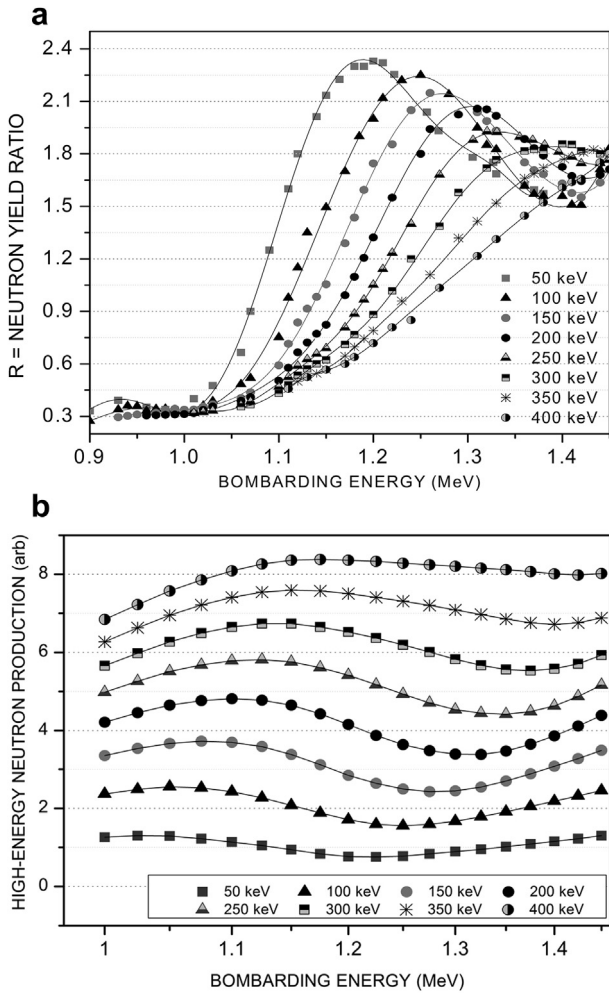 a
R = NEUTRON YIELD RATIO
2.4
2.1
1.8
1.5
1.2
0.9
0.6
0.3
50 keV
100 keV
150 keV
200 keV
250 keV
300 keV
350 keV
400 keV
0.9 1.0 1.1 1.2 1.3 1.4
BOMBARDING ENERGY (MeV)
b
HIGH-ENERGY NEUTRON PRODUCTION (arb)
8
6
4
2
0
50 keV 100 keV 150 keV 200 keV
250 keV 300 keV 350 keV 400 keV
1 1.1 1.2 1.3 1.4
BOMBARDING ENERGY (MeV)